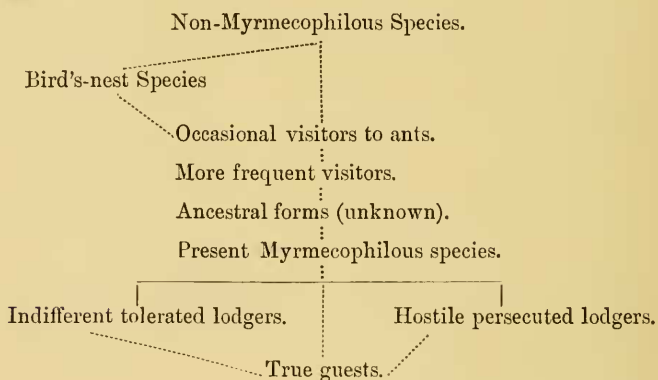 Non-Myrmecophilous Species.
Bird's-nest Species
Occasional visitors to ants.
More frequent visitors.
Ancestral forms (unknown).
Present Myrmecophilous species.
Indifferent tolerated lodgers. Hostile persecuted lodgers.
True guests.